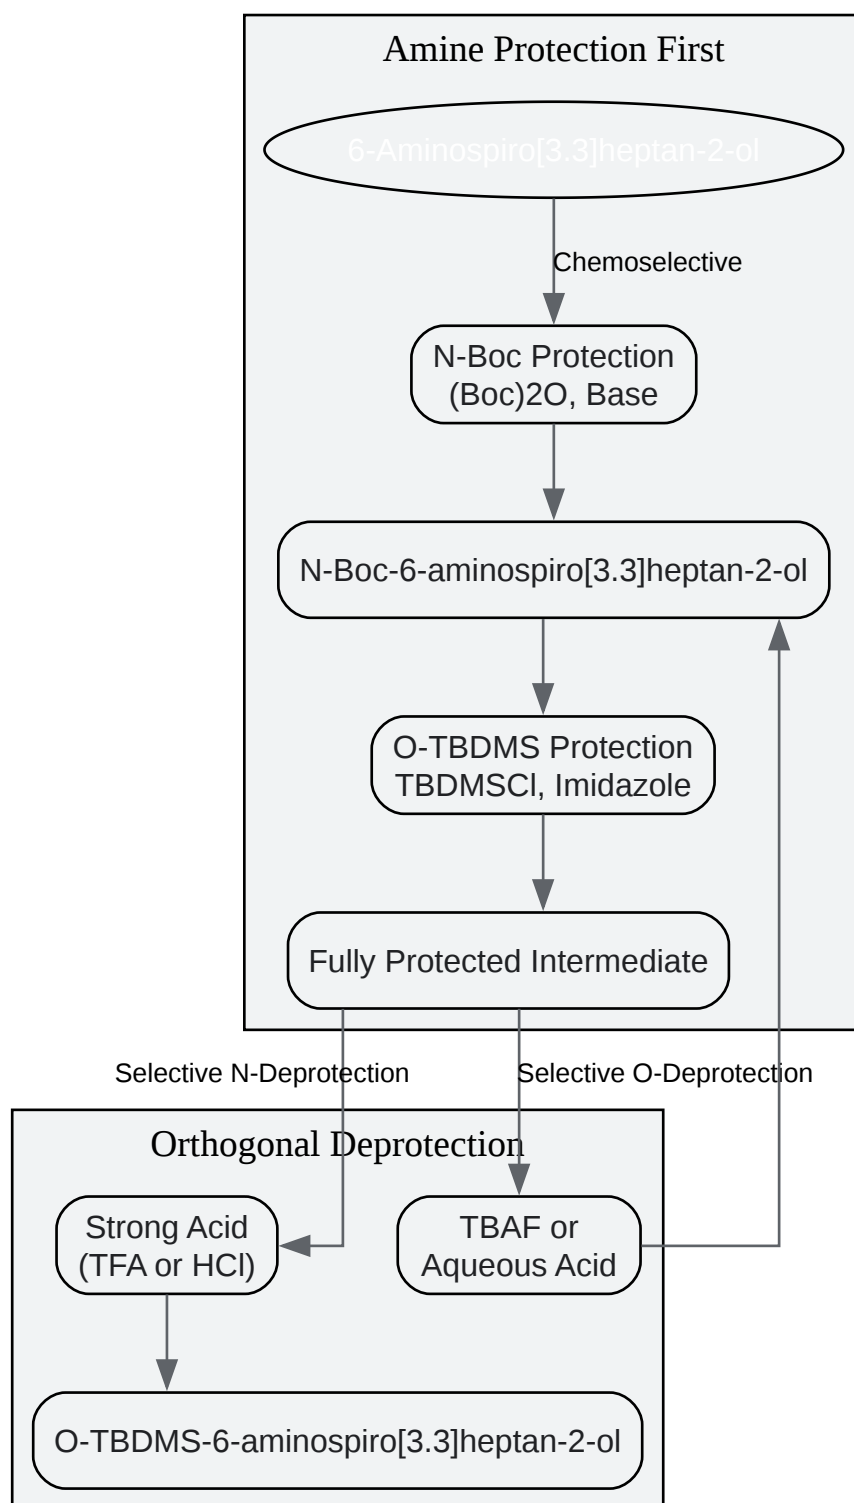 Amine Protection First
6-Aminospiro[3.3]heptan-2-ol
Chemoselective
N-Boc Protection
(Boc)2O, Base
N-Boc-6-aminospiro[3.3]heptan-2-ol
O-TBDMS Protection
TBDMSCl, Imidazole
Fully Protected Intermediate
Selective N-Deprotection
Selective O-Deprotection
Orthogonal Deprotection
Strong Acid
(TFA or HCl)
TBAF or
Aqueous Acid
O-TBDMS-6-aminospiro[3.3]heptan-2-ol